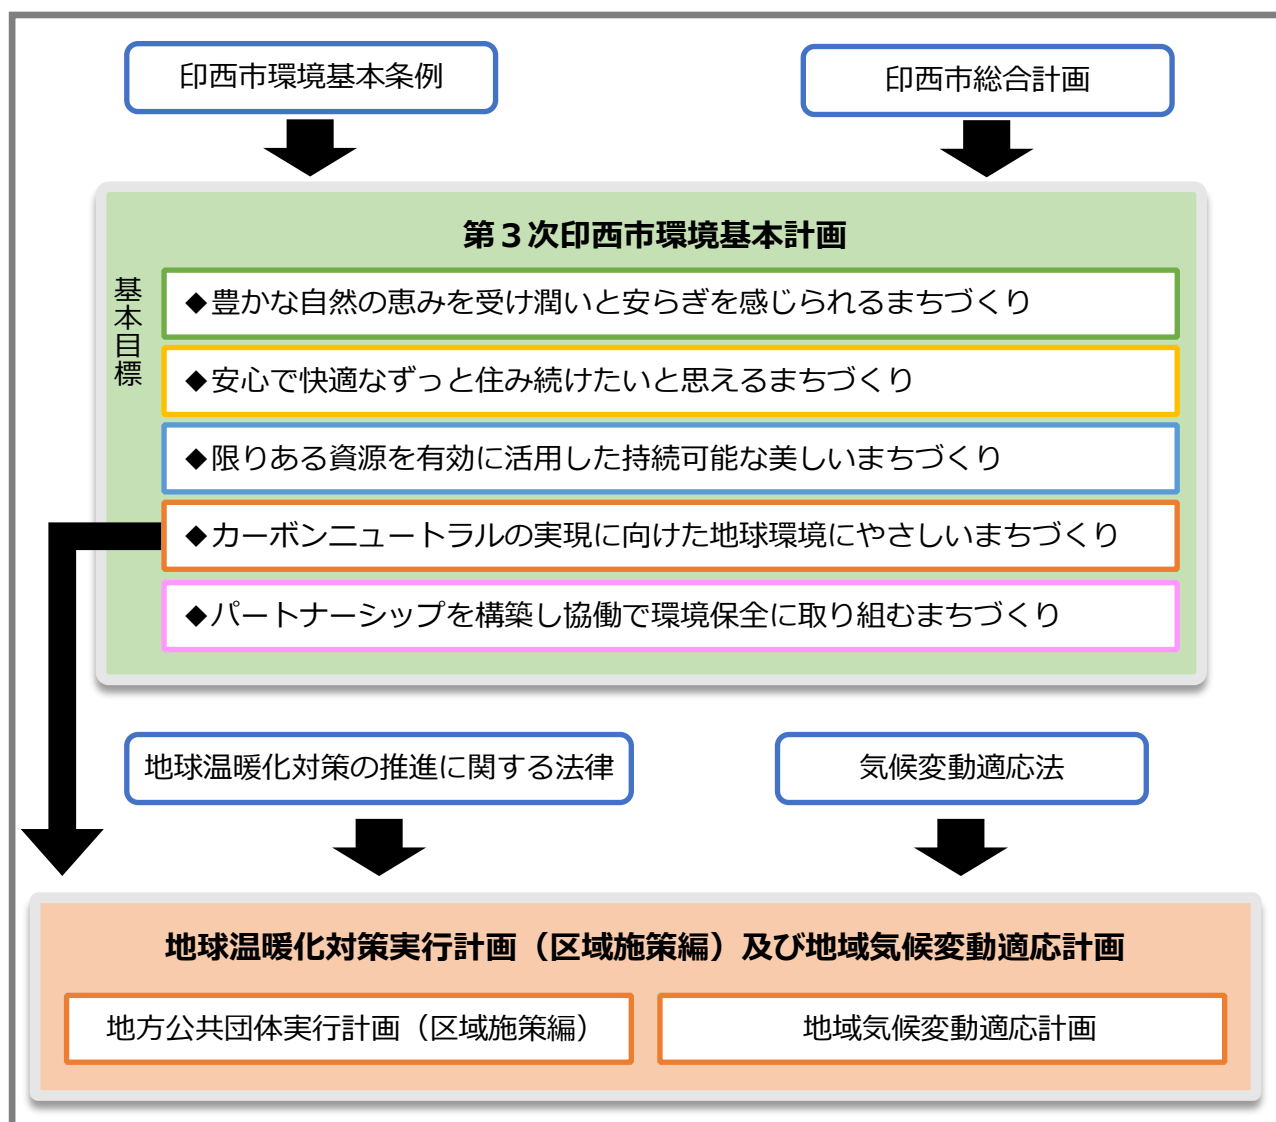 印西市環境基本条例
印西市総合計画
第３次印西市環境基本計画
基本目標
◆豊かな自然の恵みを受け潤いと安らぎを感じられるまちづくり
◆安心で快適なずっと住み続けたいと思えるまちづくり
◆限りある資源を有効に活用した持続可能な美しいまちづくり
◆カーボンニュートラルの実現に向けた地球環境にやさしいまちづくり
◆パートナーシップを構築し協働で環境保全に取り組むまちづくり
地球温暖化対策の推進に関する法律
気候変動適応法
地球温暖化対策実行計画（区域施策編）及び地域気候変動適応計画
地方公共団体実行計画（区域施策編）
地域気候変動適応計画